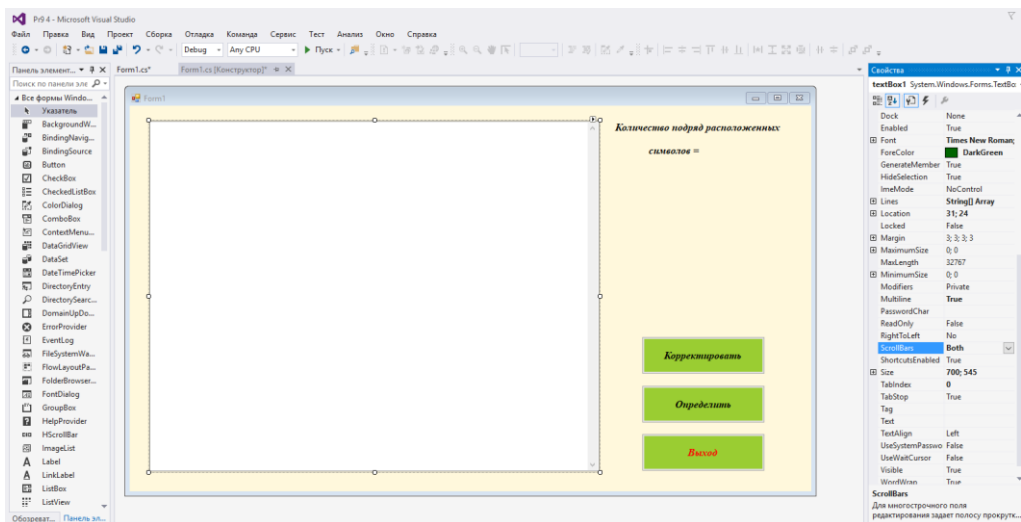 Pr9 4 - Microsoft Visual Studio
Файл Правка Вид Проект Сборка Отладка Команда Сервис Тест Анализ Окно Справка
Debug Any CPU Пуск
Панель элемент...
Form1.cs* Form1.cs [Конструктор]*
Поиск по панели эле
Все формы Windo...
Указатель
BackgroundW...
BindingNavig...
BindingSource
Button
CheckBox
CheckedListBox
ColorDialog
ComboBox
ContextMenu...
DataGridView
DataSet
DateTimePicker
DirectoryEntry
DirectorySearc...
DomainUpDo...
ErrorProvider
EventLog
FileSystemWa...
FlowLayoutPa...
FolderBrowser...
FontDialog
GroupBox
HelpProvider
HScrollBar
ImageList
Label
LinkLabel
ListBox
ListView
Обозреват... Панель эл...
Form1
Количество подряд расположенных
символов =
Корректировать
Определить
Выход
Свойства
textBox1 System.Windows.Forms.TextBo
Dock None
Enabled True
Font Times New Roman;
ForeColor DarkGreen
GenerateMember True
HideSelection True
ImeMode NoControl
Lines String[] Array
Location 31; 24
Locked False
Margin 3; 3; 3; 3
MaximumSize 0; 0
MaxLength 32767
MinimumSize 0; 0
Modifiers Private
Multiline True
PasswordChar
ReadOnly False
RightToLeft No
ScrollBars Both
ShortcutsEnabled True
Size 700; 545
TabIndex 0
TabStop True
Tag
Text
TextAlign Left
UseSystemPasswo False
UseWaitCursor False
Visible True
WordWrap True
ScrollBars
Для многострочного поля
редактирования задает полосу прокрутк...